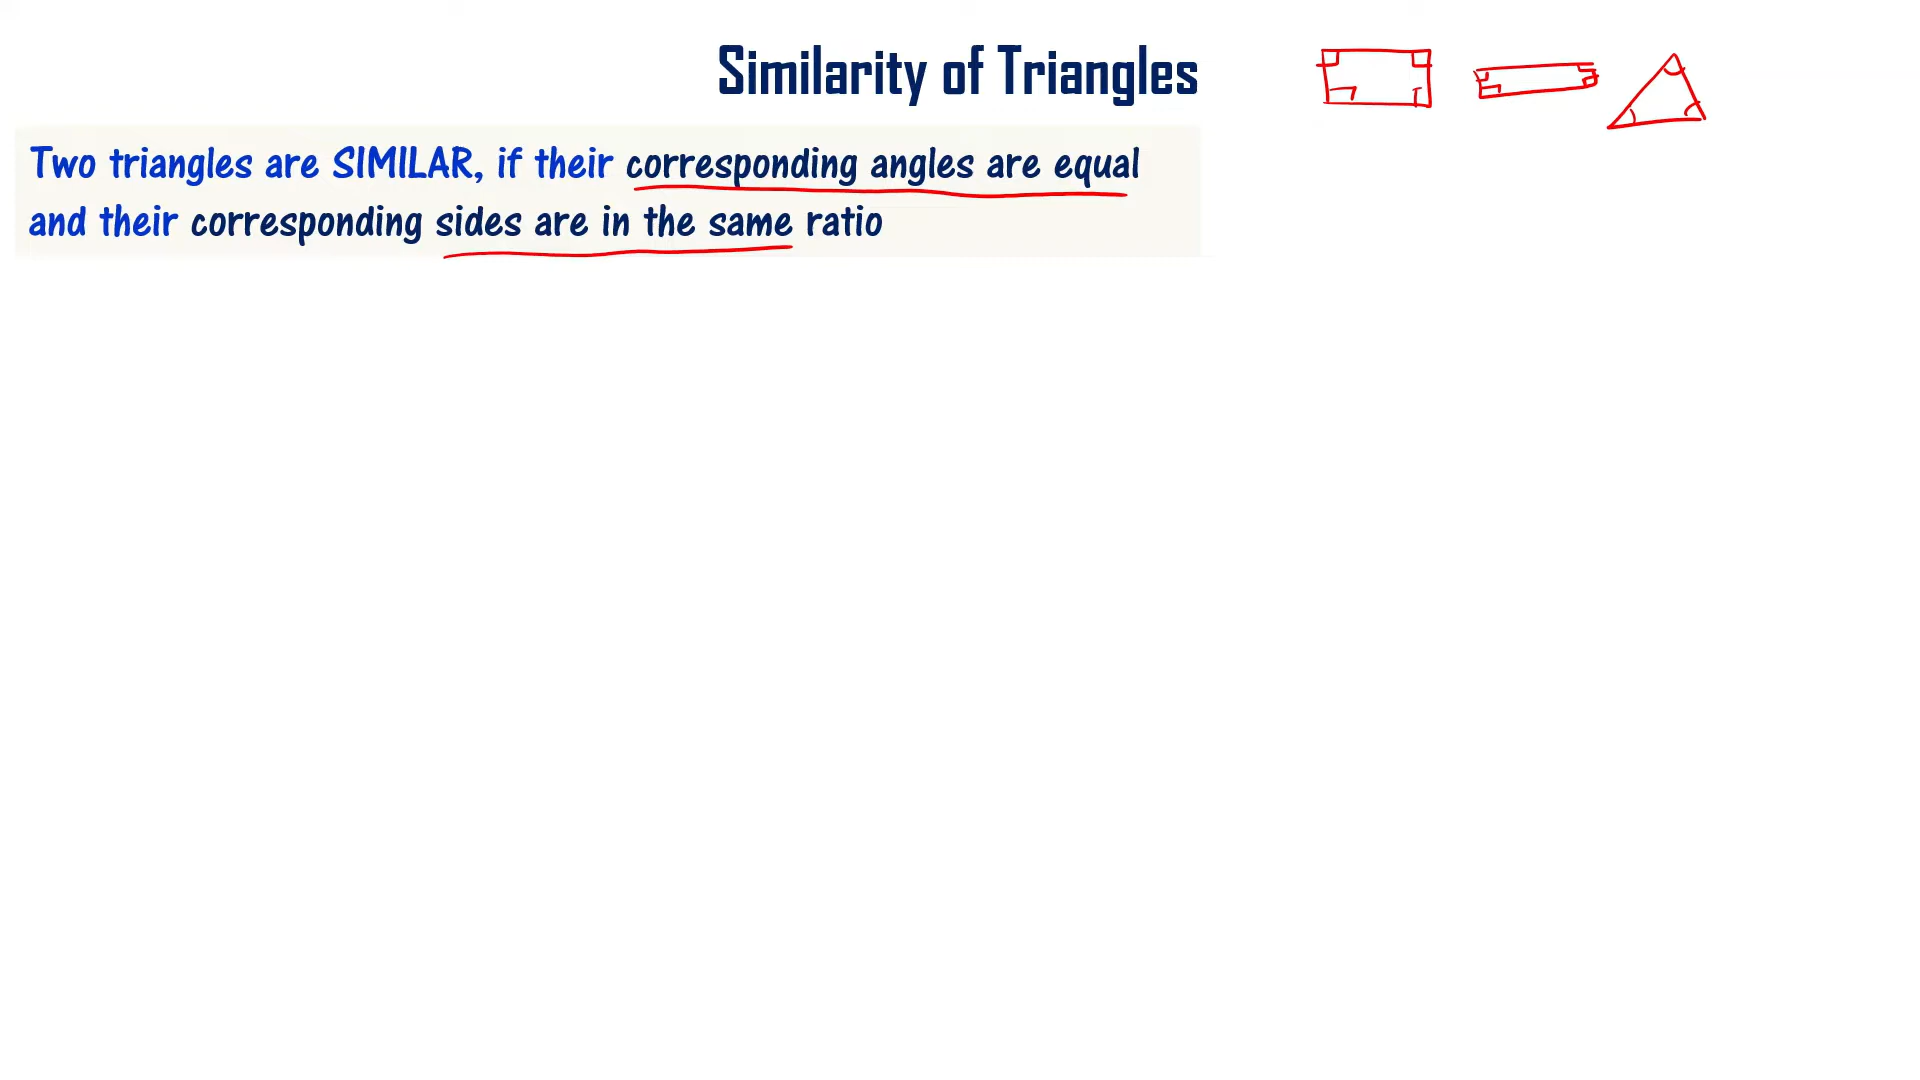 Similarity of Triangles
Two triangles are SIMILAR, if their corresponding angles are equal
and their corresponding sides are in the same ratio